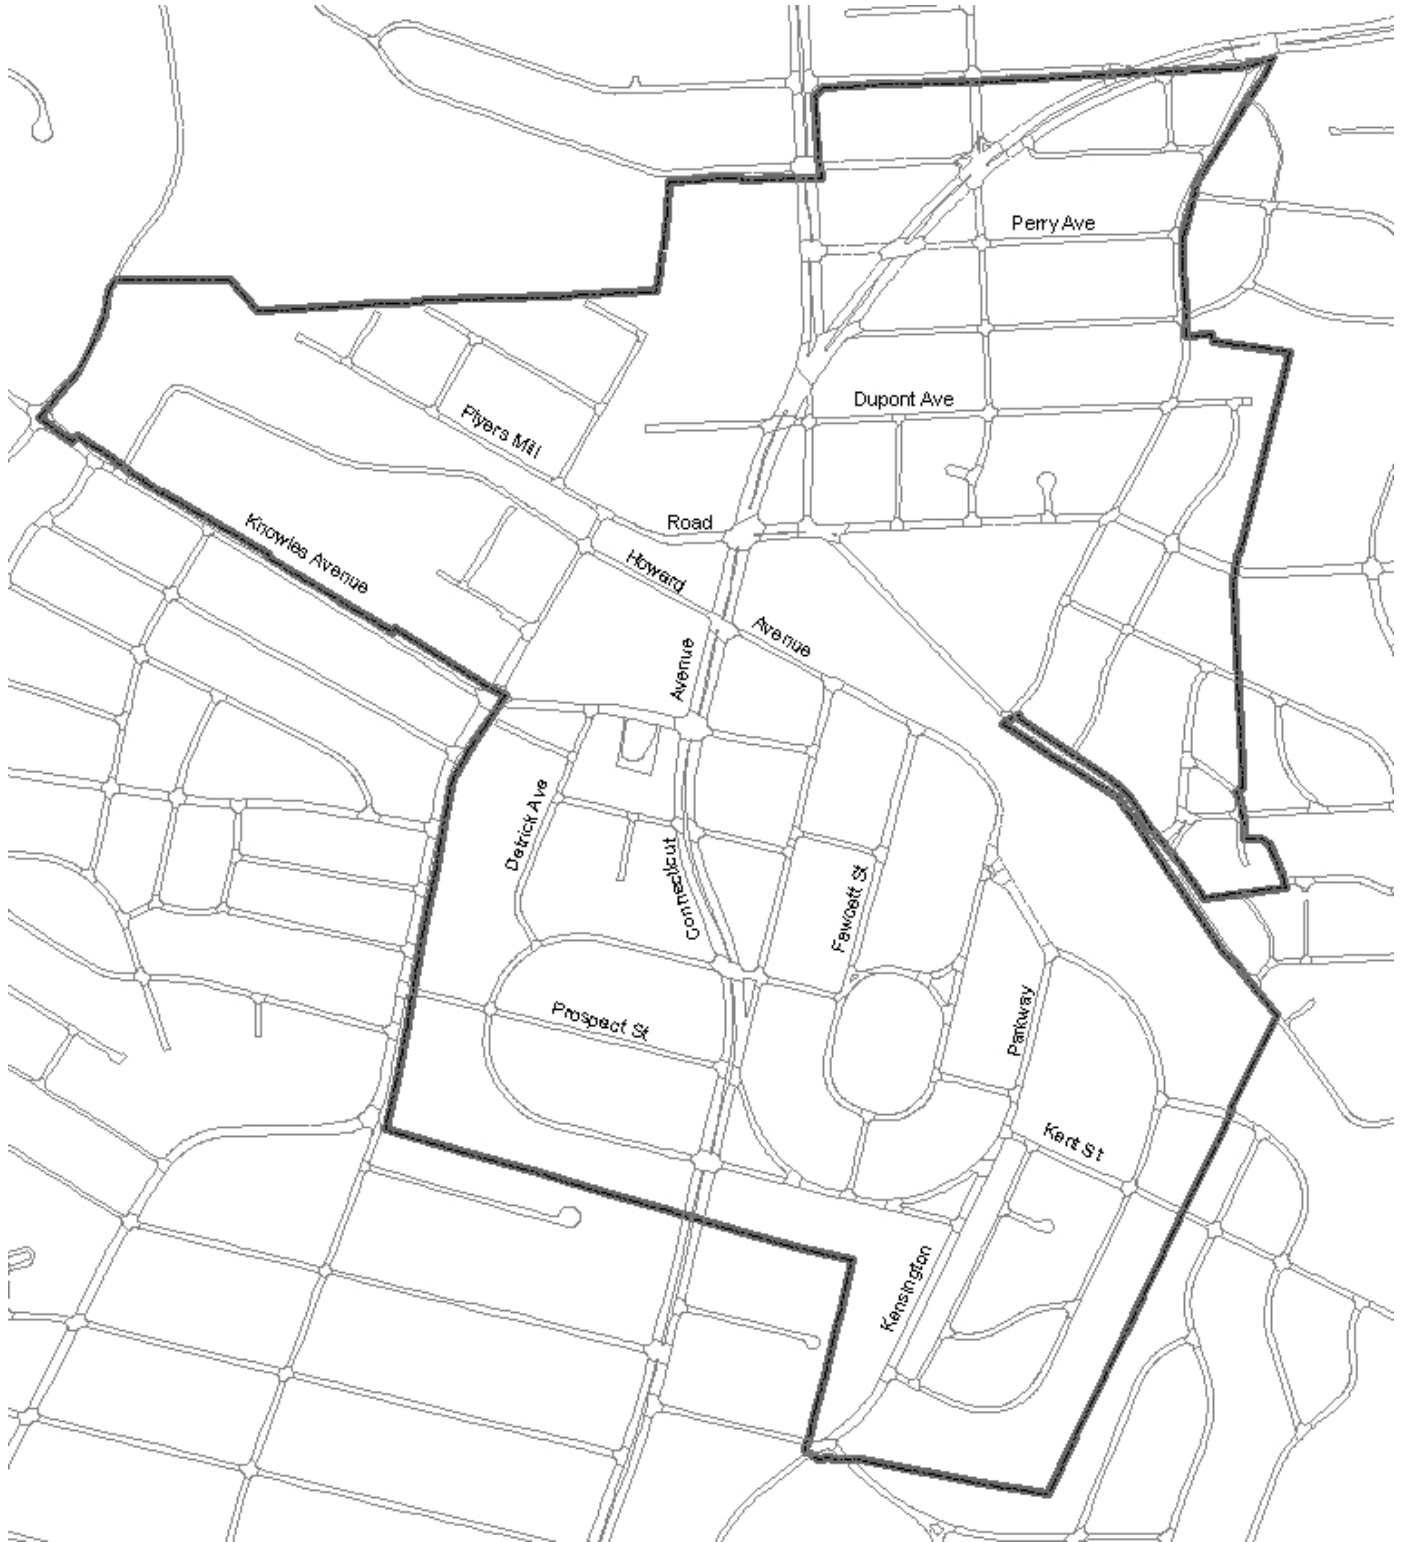 Perry Ave
Dupont Ave
Plyers Mill
Road
Knowles Avenue
Howard
Avenue
Avenue
Detrick Ave
Connecticut
Fawcett St
Prospect St
Parkway
Kent St
Kensington